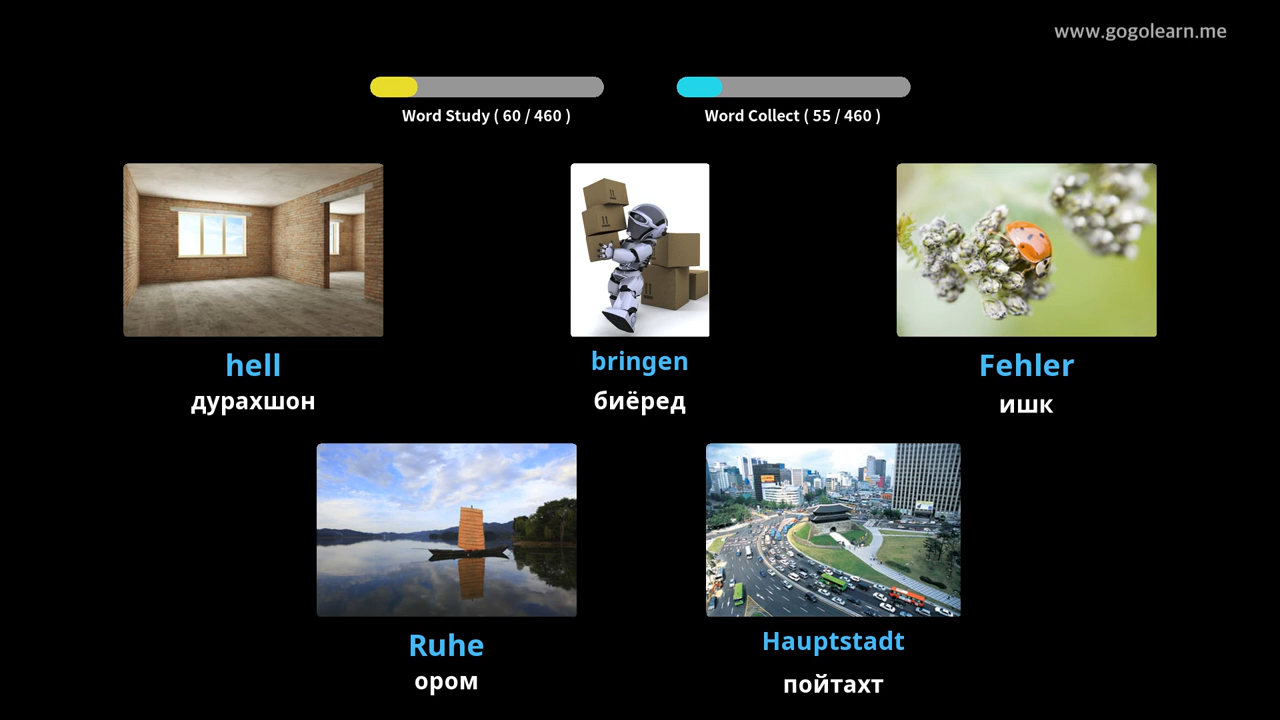 www.gogolearn.me
Word Study ( 60 / 460 )
Word Collect ( 55 / 460 )
hell
дурахшон
bringen
биёред
Fehler
ишк
Ruhe
ором
Hauptstadt
пойтахт